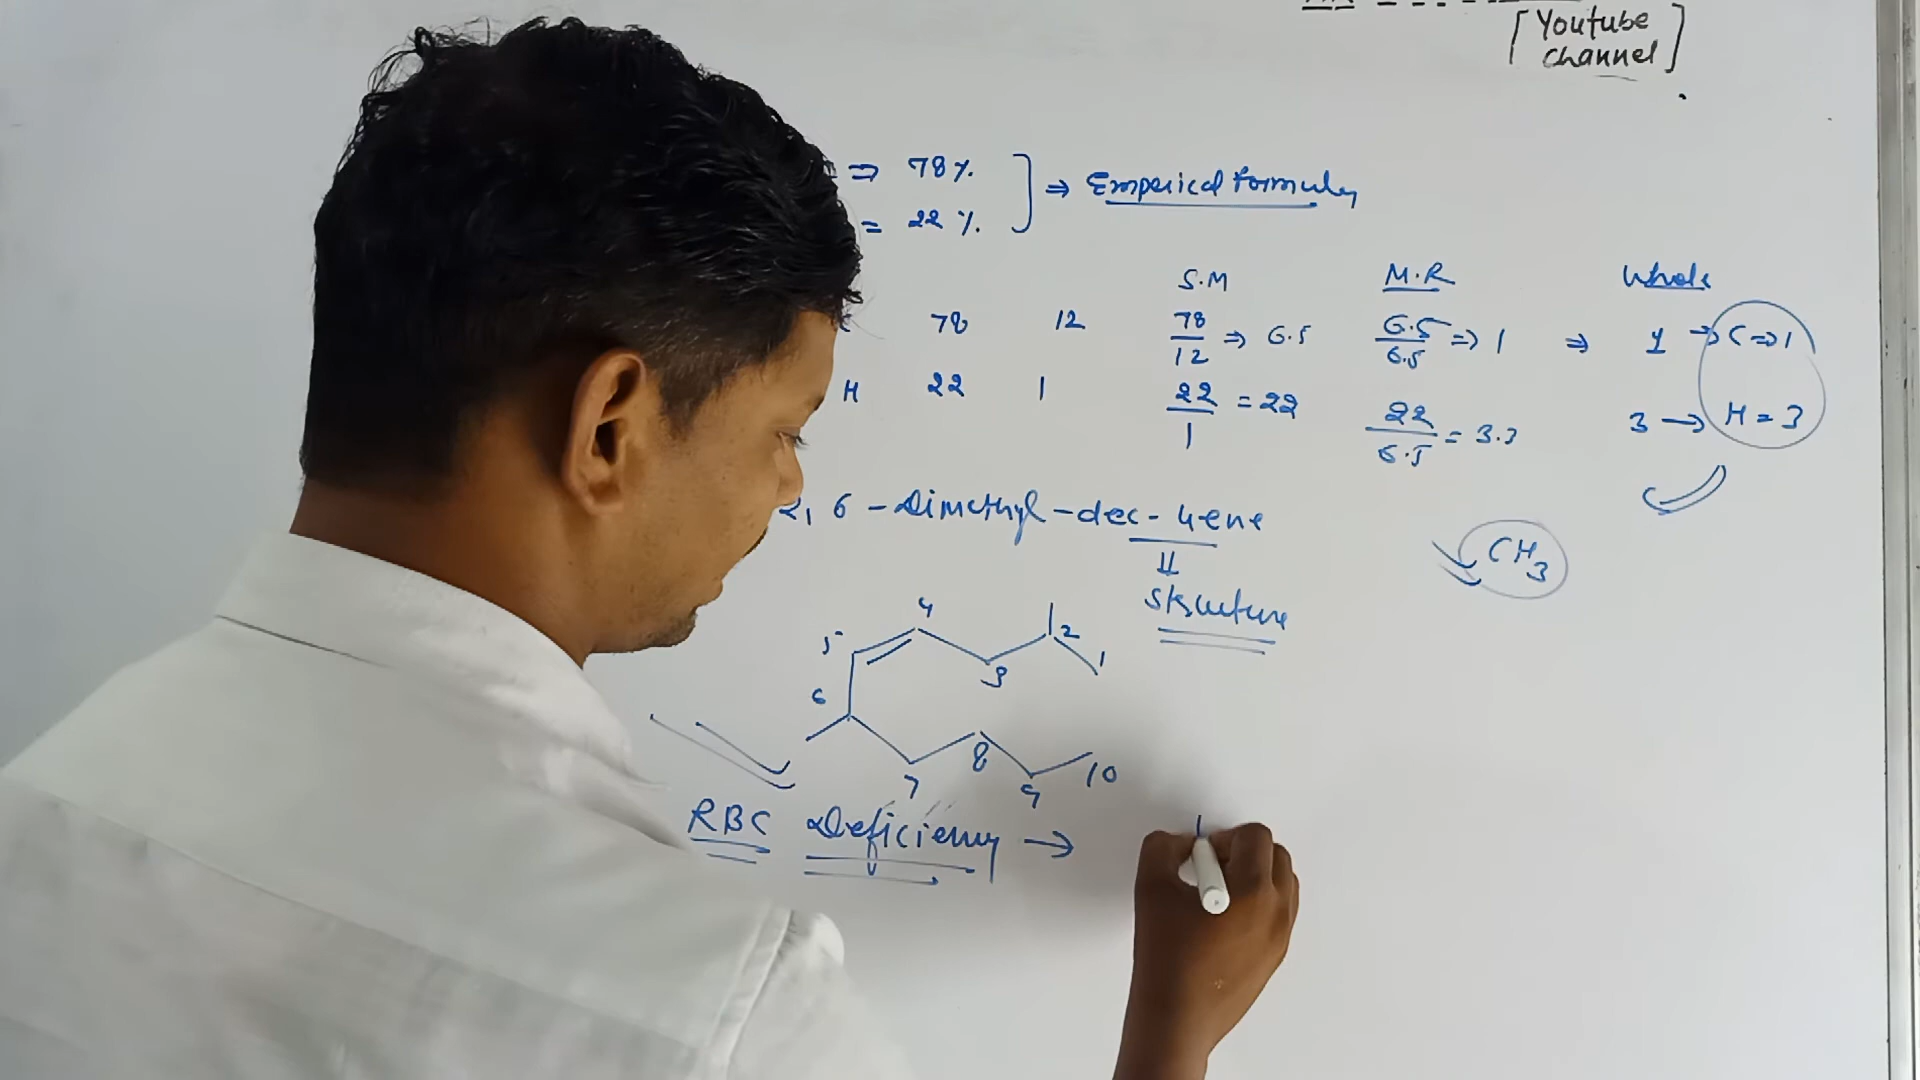 [Youtube
channel]
⇒ 78%
= 22 %.
] ⇒ Emperical Formula
S.M M.R Whole
78 12 78/12 ⇒ 6.5 6.5/6.5 ⇒ 1 ⇒ 1 → C ⇒ 1
H 22 1 22/1 = 22 22/6.5 = 3.3 3 → H = 3
2, 6 - Dimethyl - dec - 4ene
CH3
Structure
4
5
2
3
1
6
8
10
7
9
RBC Deficiency →